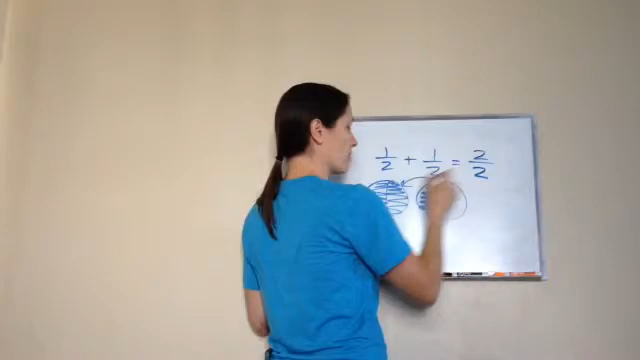 1/2 + 1/2 = 2/2